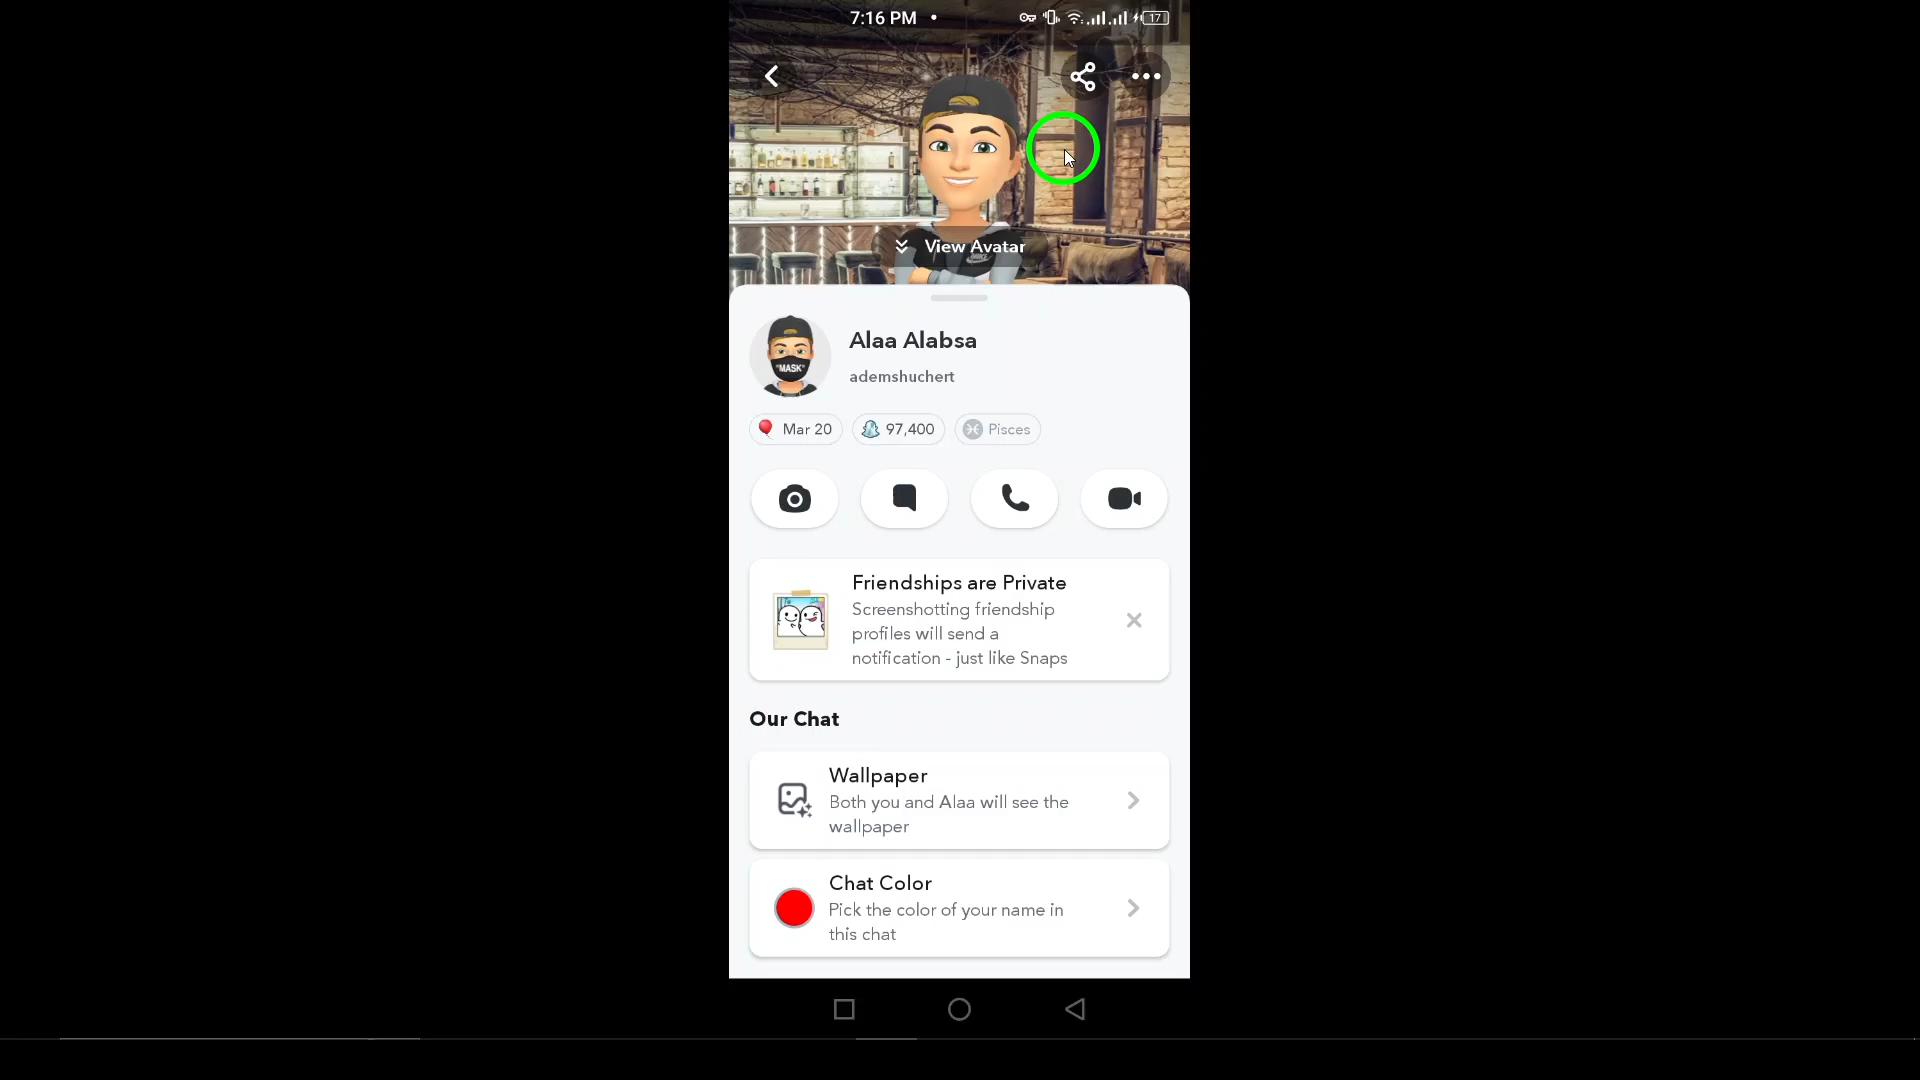 7:16 PM
17
View Avatar
"MASK"
Alaa Alabsa
ademshuchert
Mar 20
97,400
Pisces
Friendships are Private
Screenshotting friendship
profiles will send a
notification - just like Snaps
Our Chat
Wallpaper
Both you and Alaa will see the
wallpaper
Chat Color
Pick the color of your name in
this chat